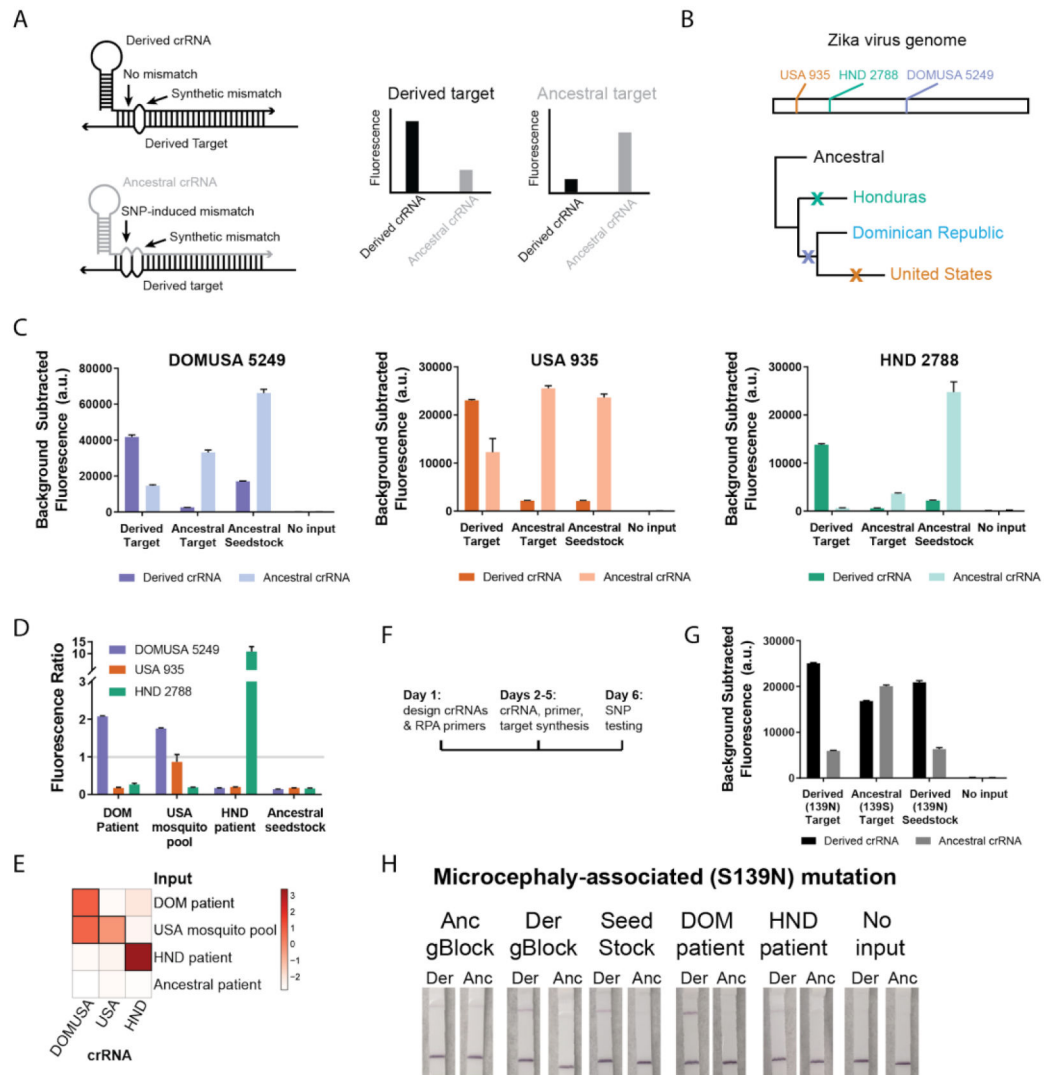 A
Derived crRNA
No mismatch
Synthetic mismatch
Derived Target
Ancestral crRNA
SNP-induced mismatch
Synthetic mismatch
Derived target
Derived target
Fluorescence
Derived crRNA
Ancestral crRNA
Ancestral target
Fluorescence
Derived crRNA
Ancestral crRNA
B
Zika virus genome
USA 935 HND 2788 DOMUSA 5249
Ancestral
Honduras
Dominican Republic
United States
C
DOMUSA 5249
Background Subtracted
Fluorescence (a.u.)
80000
60000
40000
20000
0
Derived Ancestral Ancestral No input
Target Target Seedstock
Derived crRNA Ancestral crRNA
USA 935
Background Subtracted
Fluorescence (a.u.)
30000
20000
10000
0
Derived Ancestral Ancestral No input
Target Target Seedstock
Derived crRNA Ancestral crRNA
HND 2788
Background Subtracted
Fluorescence (a.u.)
30000
20000
10000
0
Derived Ancestral Ancestral No input
Target Target Seedstock
Derived crRNA Ancestral crRNA
D
Fluorescence Ratio
15
10
5
3
2
1
0
DOMUSA 5249
USA 935
HND 2788
DOM USA HND Ancestral
Patient mosquito patient seedstock
pool
E
Input
DOM patient
USA mosquito pool
HND patient
Ancestral patient
3
2
1
0
−1
−2
DOMUSA
USA
HND
crRNA
F
Day 1: Days 2-5: Day 6:
design crRNAs crRNA, primer, SNP
& RPA primers target synthesis testing
G
Background Subtracted
Fluorescence (a.u.)
30000
20000
10000
0
Derived Ancestral Derived No input
(139N) (139S) (139N)
Target Target Seedstock
Derived crRNA Ancestral crRNA
H
Microcephaly-associated (S139N) mutation
Anc Der Seed DOM HND No
gBlock gBlock Stock patient patient input
Der Anc Der Anc Der Anc Der Anc Der Anc Der Anc